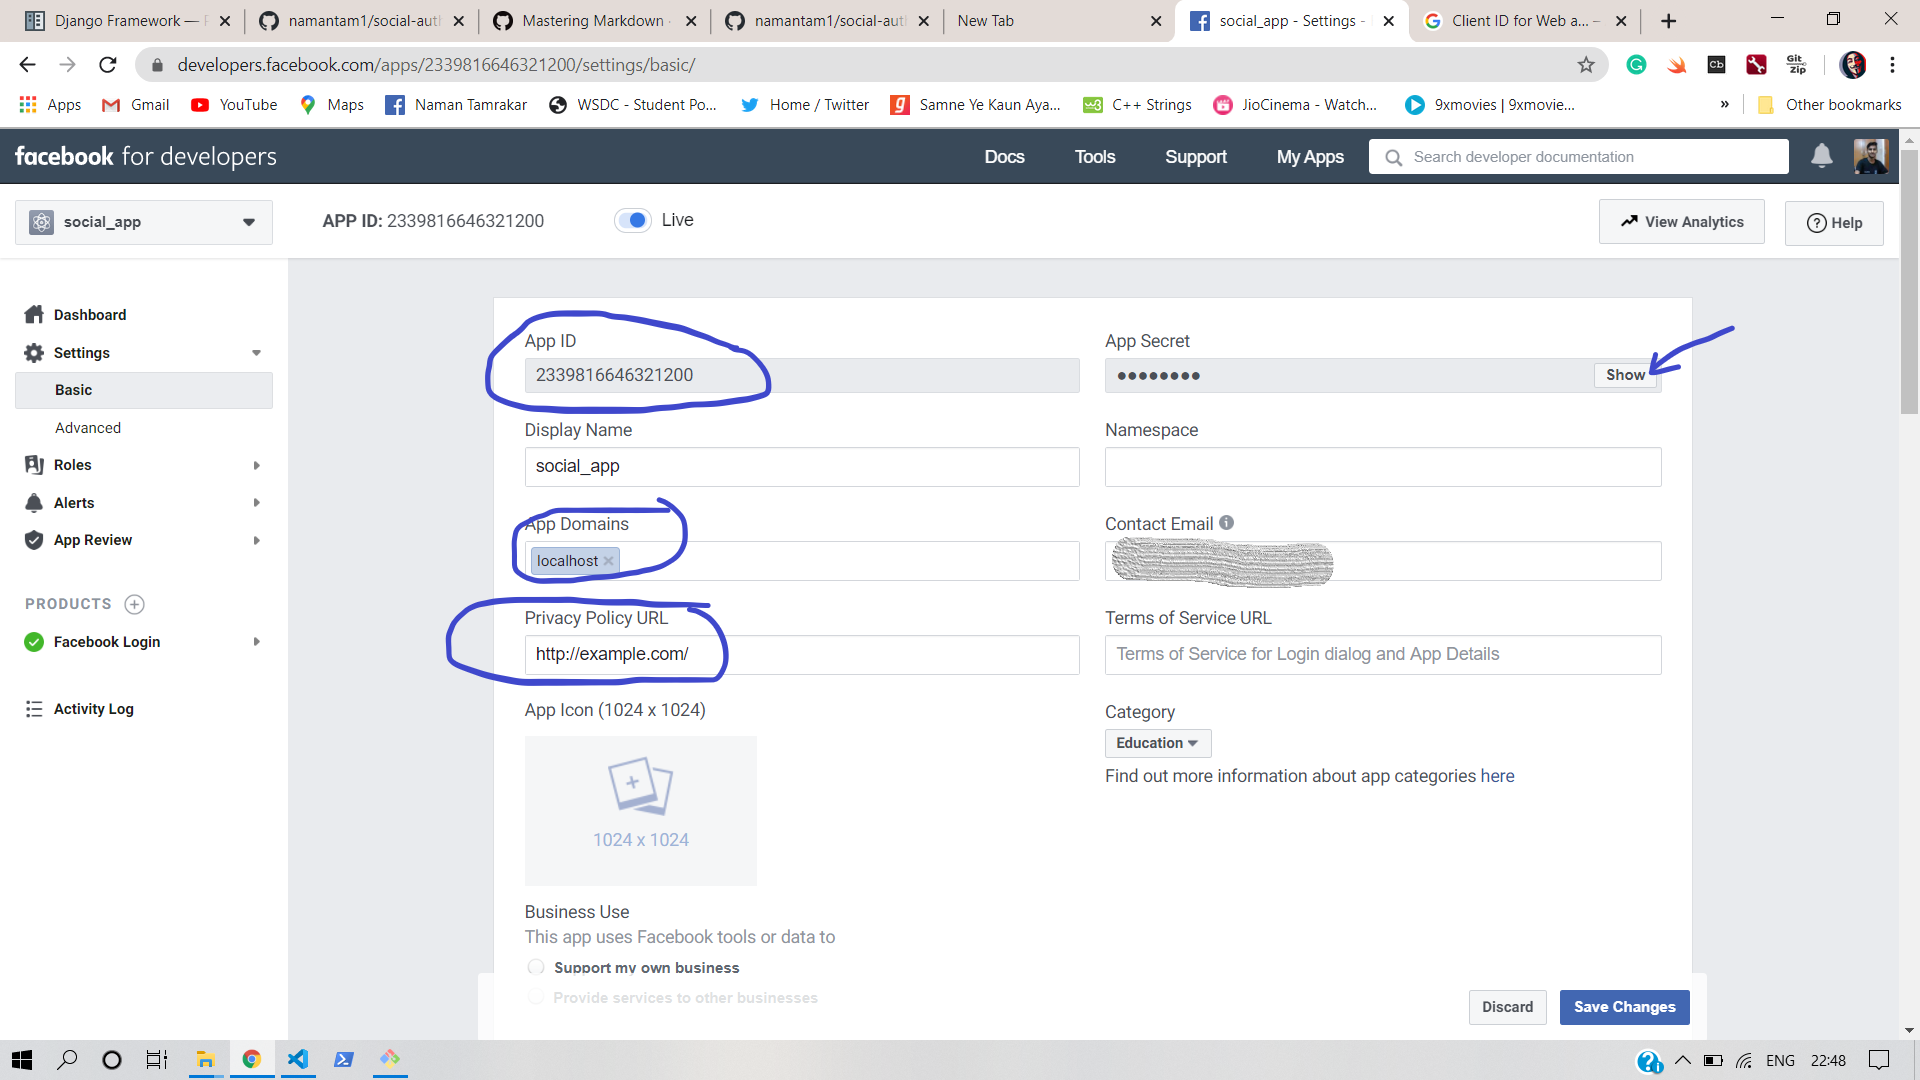 Django Framework — F
namantam1/social-auth
Mastering Markdown ·
namantam1/social-auth
New Tab
social_app - Settings -
Client ID for Web a... –
developers.facebook.com/apps/2339816646321200/settings/basic/
Apps
Gmail
YouTube
Maps
Naman Tamrakar
WSDC - Student Po...
Home / Twitter
Samne Ye Kaun Aya...
C++ Strings
JioCinema - Watch...
9xmovies | 9xmovie...
»
Other bookmarks
facebook for developers
Docs
Tools
Support
My Apps
Search developer documentation
social_app
APP ID: 2339816646321200
Live
View Analytics
Help
Dashboard
Settings
Basic
Advanced
Roles
Alerts
App Review
PRODUCTS
Facebook Login
Activity Log
App ID
2339816646321200
App Secret
●●●●●●●●
Show
Display Name
social_app
Namespace
App Domains
localhost
Contact Email
Privacy Policy URL
http://example.com/
Terms of Service URL
Terms of Service for Login dialog and App Details
App Icon (1024 x 1024)
1024 x 1024
Category
Education
Find out more information about app categories here
Business Use
This app uses Facebook tools or data to
Support my own business
Provide services to other businesses
Discard
Save Changes
ENG
22:48